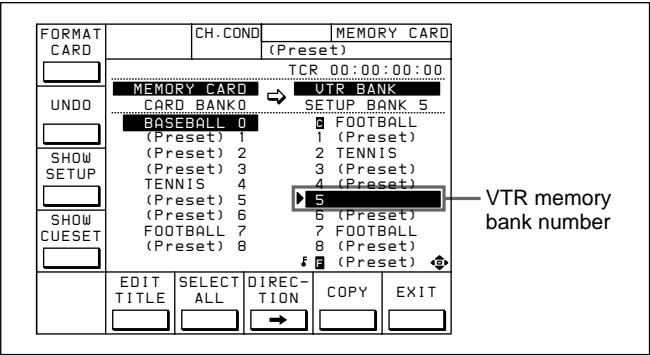 FORMAT CARD
CH.COND
MEMORY CARD
(Preset)
TCR 00:00:00:00
MEMORY CARD
CARD BANK0
VTR BANK
SETUP BANK 5
UNDO
SHOW SETUP
SHOW CUESET
BASEBALL 0
(Preset) 1
(Preset) 2
(Preset) 3
TENNIS 4
(Preset) 5
(Preset) 6
FOOTBALL 7
(Preset) 8
C FOOTBALL
1 (Preset)
2 TENNIS
3 (Preset)
4 (Preset)
5
6 (Preset)
7 FOOTBALL
8 (Preset)
F (Preset)
VTR memory
bank number
EDIT TITLE
SELECT ALL
DIREC-TION
COPY
EXIT